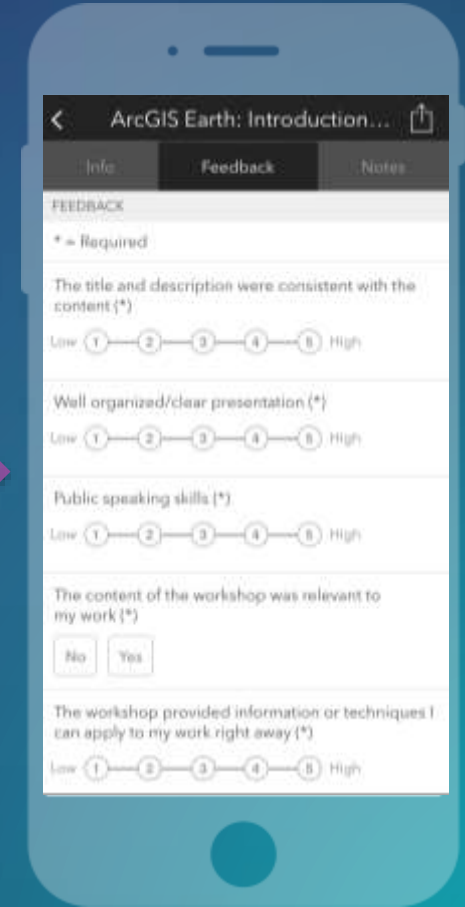 ArcGIS Earth: Introduction...
Info Feedback Notes
FEEDBACK
* = Required
The title and description were consistent with the
content (*)
Low 1 2 3 4 5 High
Well organized/clear presentation (*)
Low 1 2 3 4 5 High
Public speaking skills (*)
Low 1 2 3 4 5 High
The content of the workshop was relevant to
my work (*)
No Yes
The workshop provided information or techniques I
can apply to my work right away (*)
Low 1 2 3 4 5 High